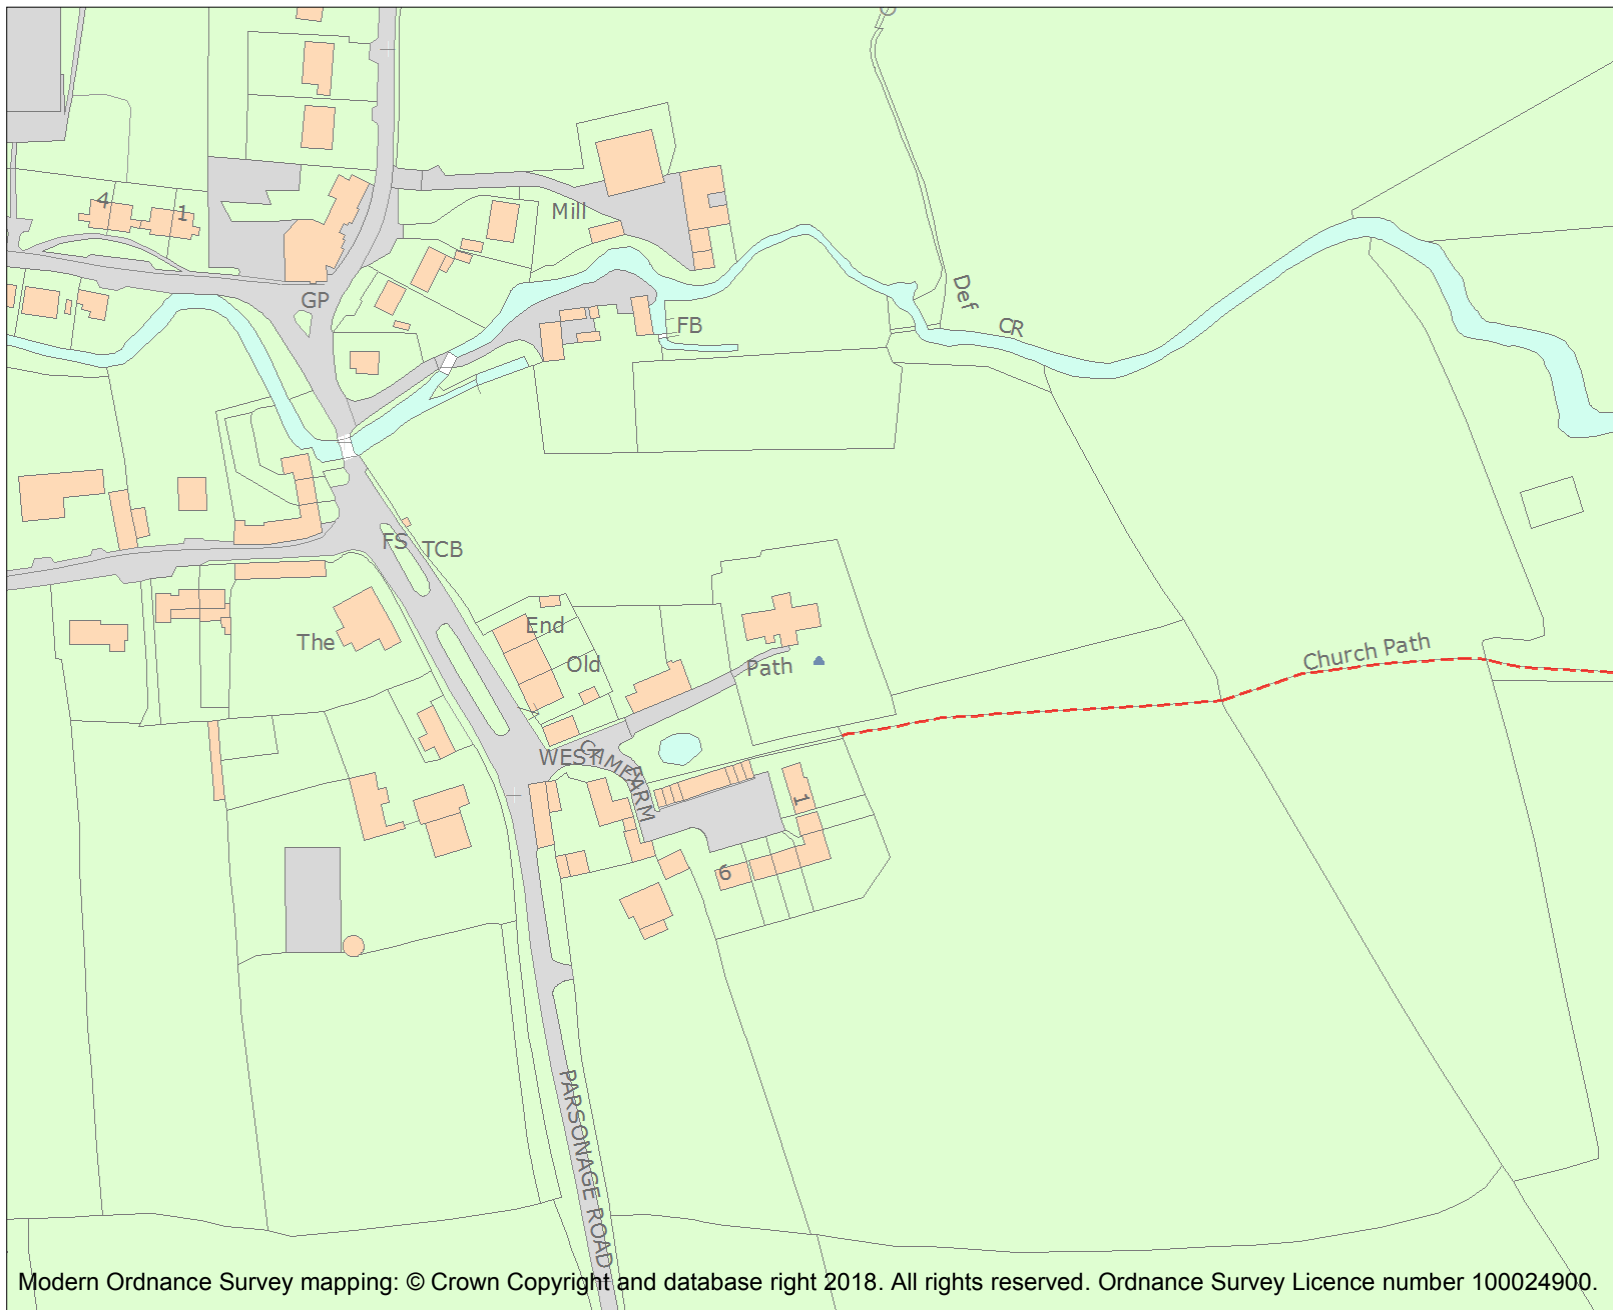 4
1
Mill
GP
FB
Def
CR
FS
TCB
The
End
Old
Path
Church Path
WEST
FARM
1
6
PARSONAGE ROAD
Modern Ordnance Survey mapping: © Crown Copyright and database right 2018. All rights reserved. Ordnance Survey Licence number 100024900.